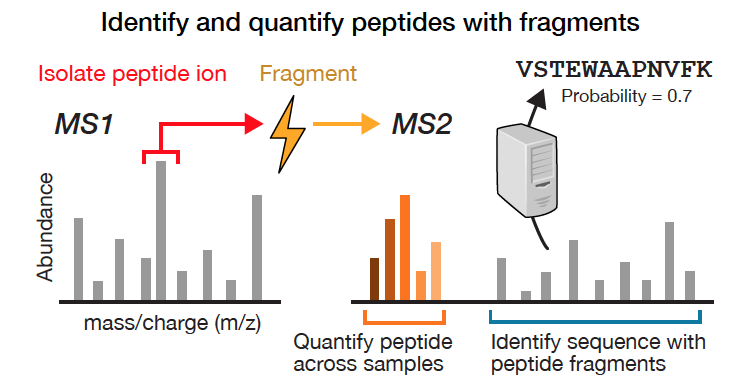 Identify and quantify peptides with fragments
Isolate peptide ion
Fragment
VSTEWAAPNVFK
Probability = 0.7
MS1
MS2
Abundance
mass/charge (m/z)
Quantify peptide
across samples
Identify sequence with
peptide fragments